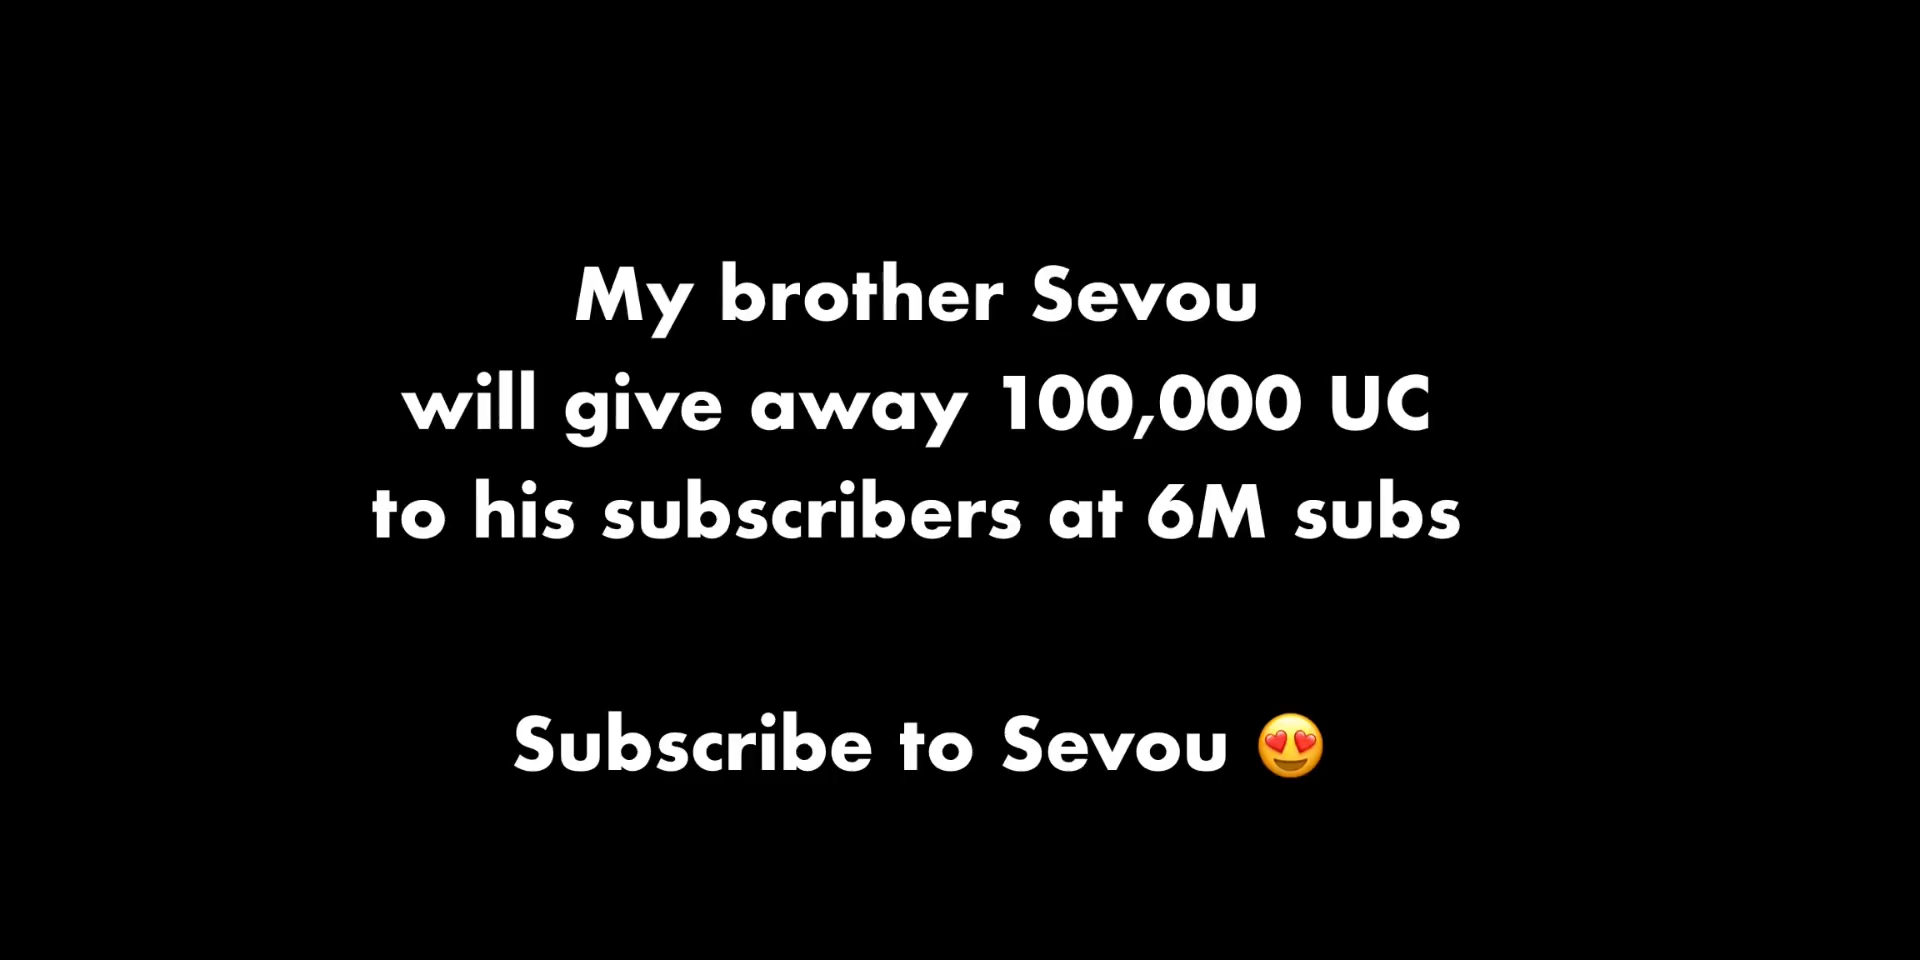 My brother Sevou
will give away 100,000 UC
to his subscribers at 6M subs
Subscribe to Sevou 😍